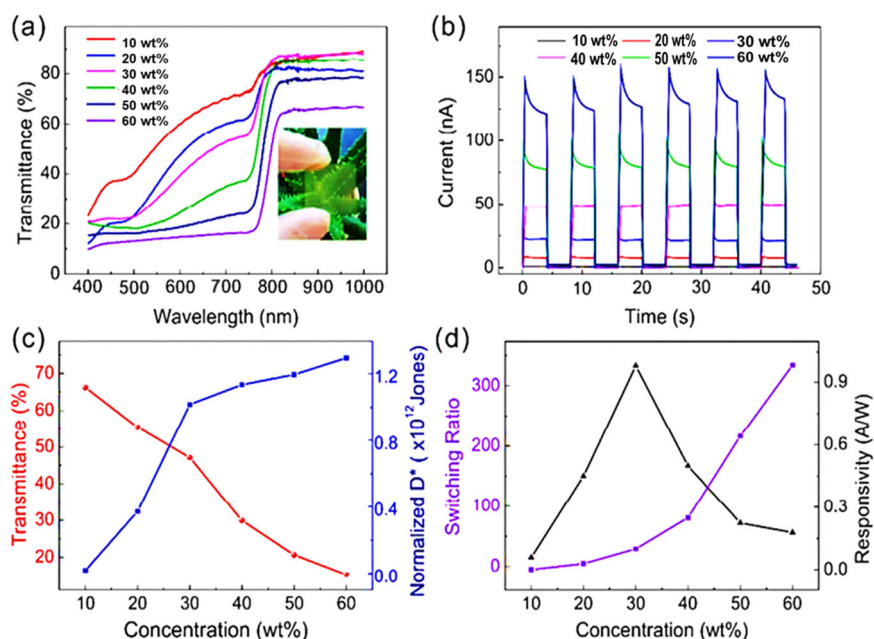 (a)
10 wt%
20 wt%
30 wt%
40 wt%
50 wt%
60 wt%
80
60
40
20
0
Transmittance (%)
400 500 600 700 800 900 1000
Wavelength (nm)
(b)
10 wt% 20 wt% 30 wt%
40 wt% 50 wt% 60 wt%
150
100
50
0
Current (nA)
0 10 20 30 40 50
Time (s)
(c)
70
60
50
40
30
20
Transmittance (%)
1.2
0.8
0.4
0.0
Normalized D* ( x10¹² Jones)
10 20 30 40 50 60
Concentration (wt%)
(d)
300
200
100
0
Switching Ratio
0.9
0.6
0.3
0.0
Responsivity (A/W)
10 20 30 40 50 60
Concentration (wt%)